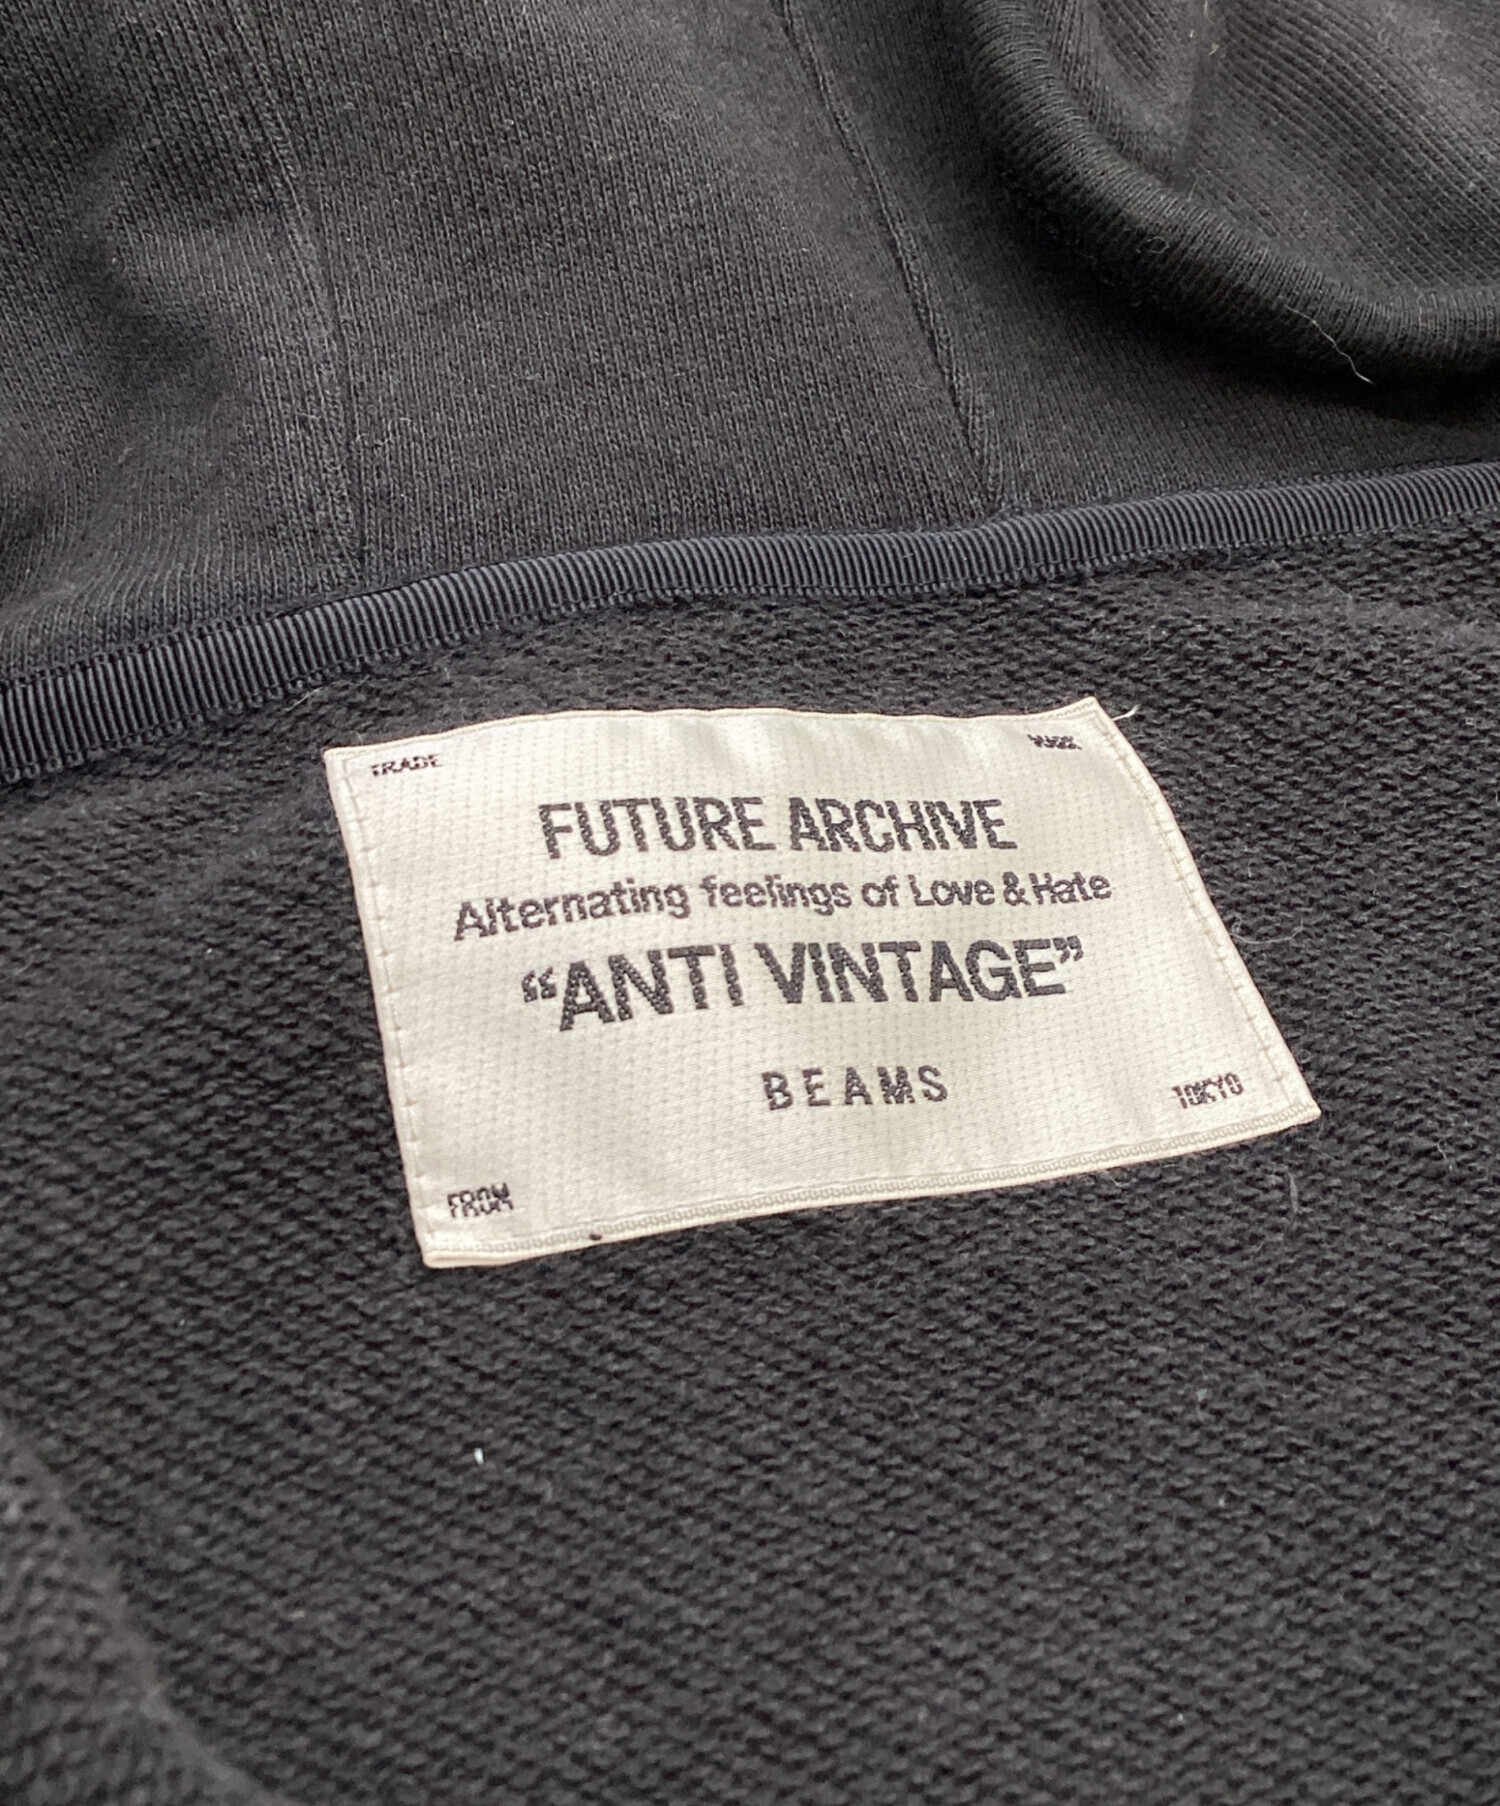 TRADE MARK
FUTURE ARCHIVE
Alternating feelings of Love & Hate
“ANTI VINTAGE”
BEAMS
FROM TOKYO